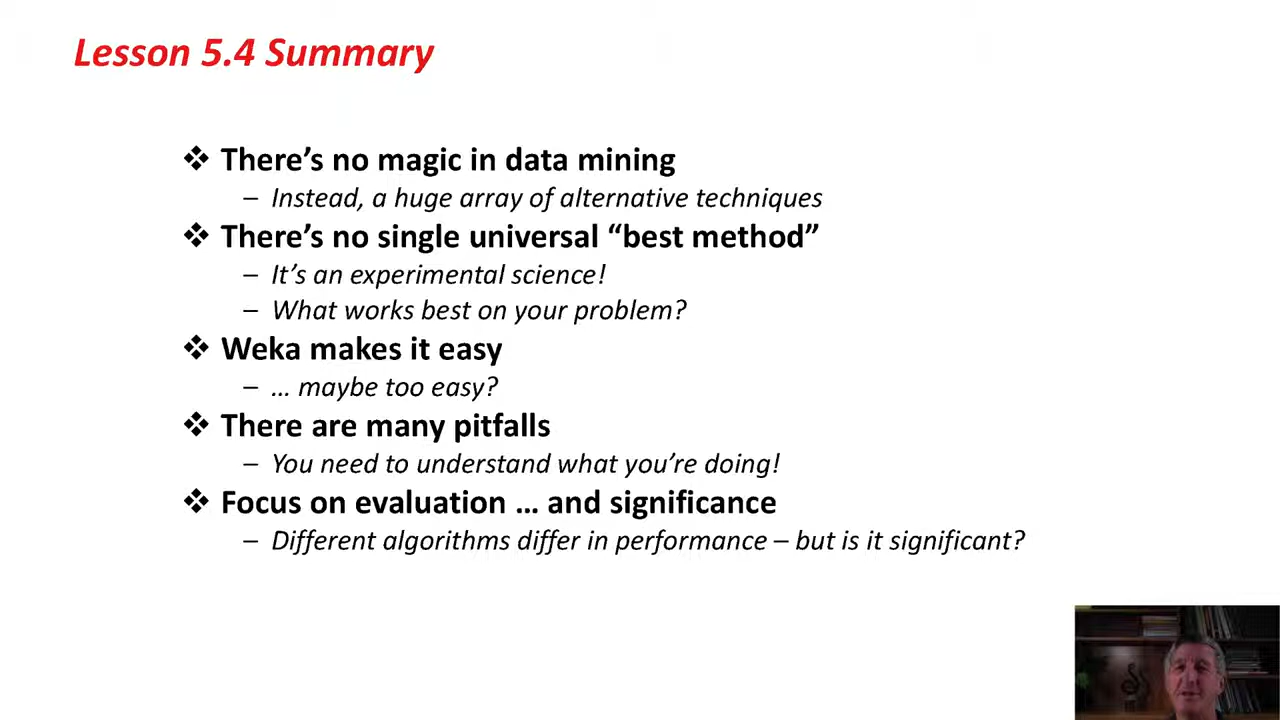 Lesson 5.4 Summary
❖ There's no magic in data mining
– Instead, a huge array of alternative techniques
❖ There's no single universal “best method”
– It's an experimental science!
– What works best on your problem?
❖ Weka makes it easy
– … maybe too easy?
❖ There are many pitfalls
– You need to understand what you're doing!
❖ Focus on evaluation … and significance
– Different algorithms differ in performance – but is it significant?